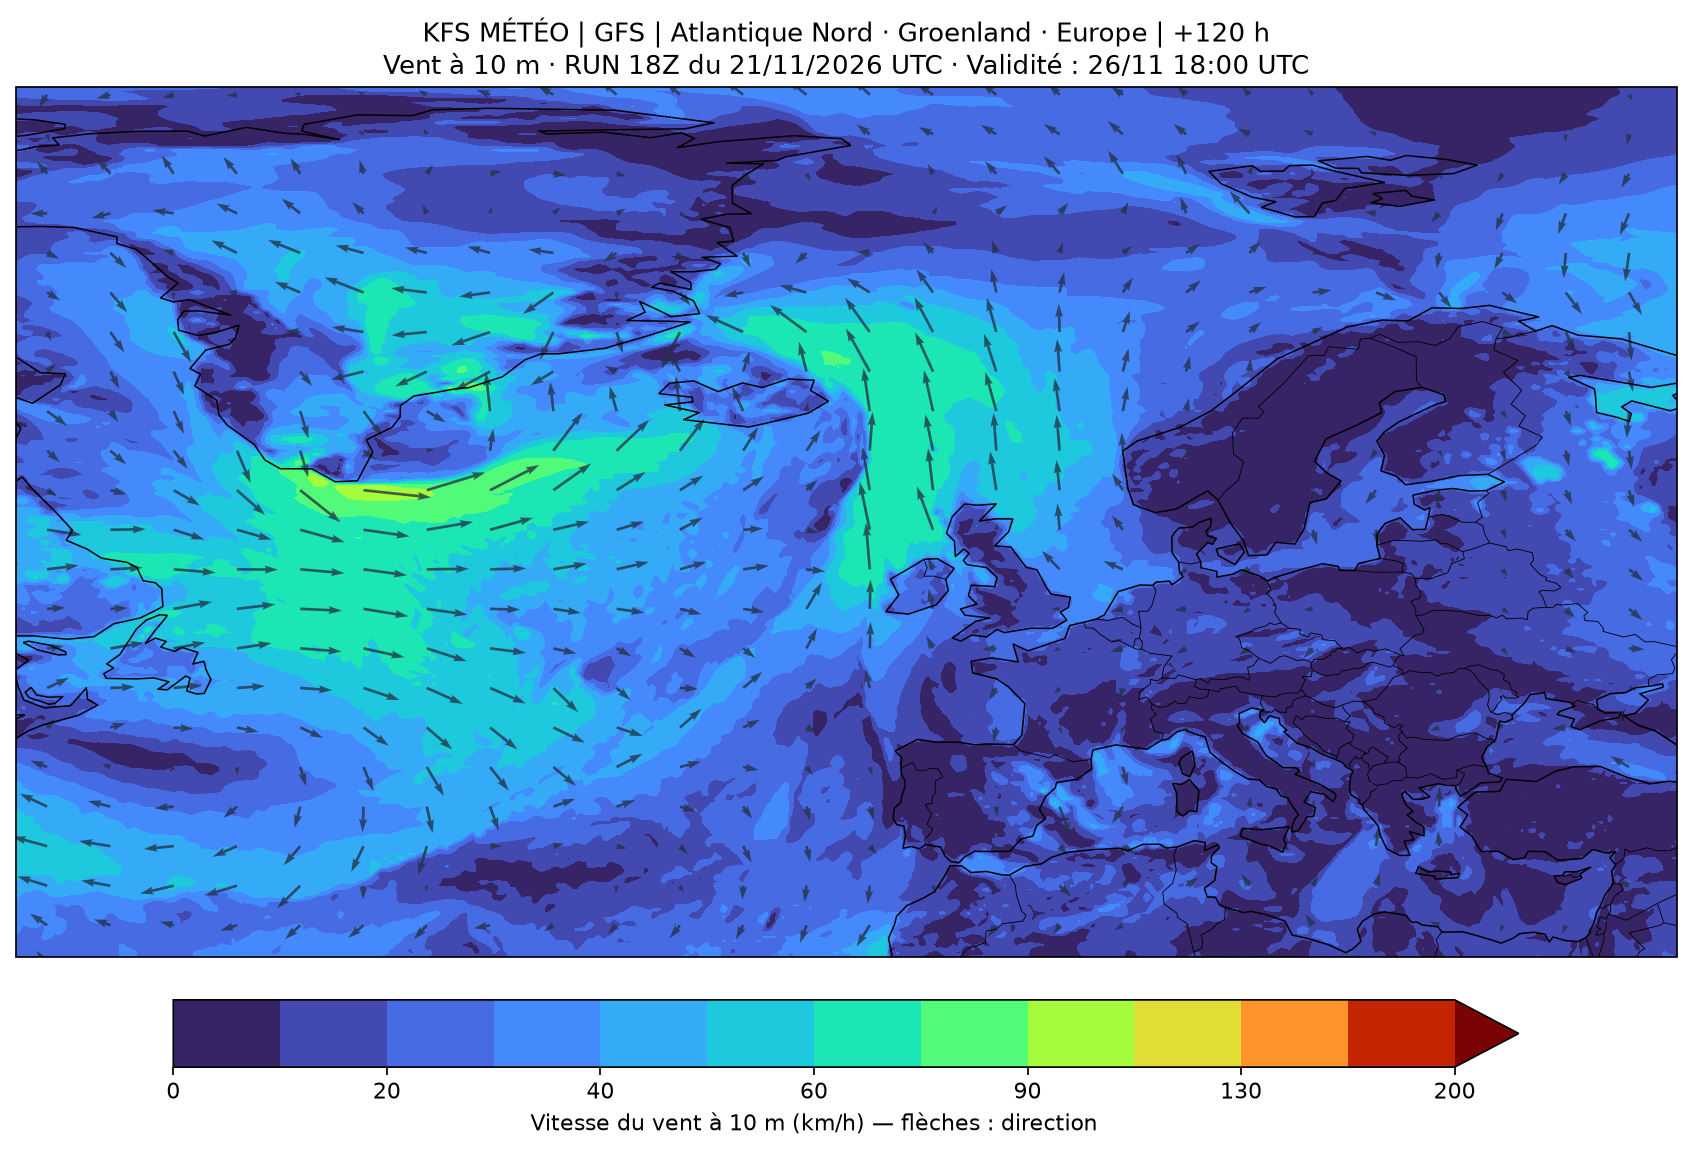 KFS MÉTÉO | GFS | Atlantique Nord · Groenland · Europe | +120 h
Vent à 10 m · RUN 18Z du 21/11/2026 UTC · Validité : 26/11 18:00 UTC
0 20 40 60 90 130 200
Vitesse du vent à 10 m (km/h) — flèches : direction